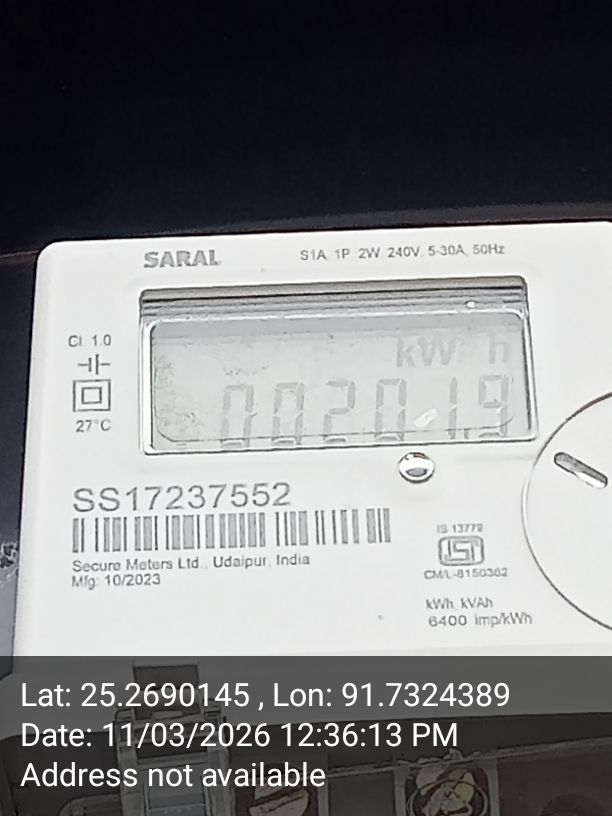 SARAL
S1A 1P 2W 240V 5-30A 50Hz
Cl. 1.0
27°C
kW h
00201.9
SS17237552
Secure Meters Ltd., Udaipur, India
Mfg: 10/2023
IS 13779
ISI
CM/L-8150362
kWh, kVAh
6400 imp/kWh
Lat: 25.2690145 , Lon: 91.7324389
Date: 11/03/2026 12:36:13 PM
Address not available